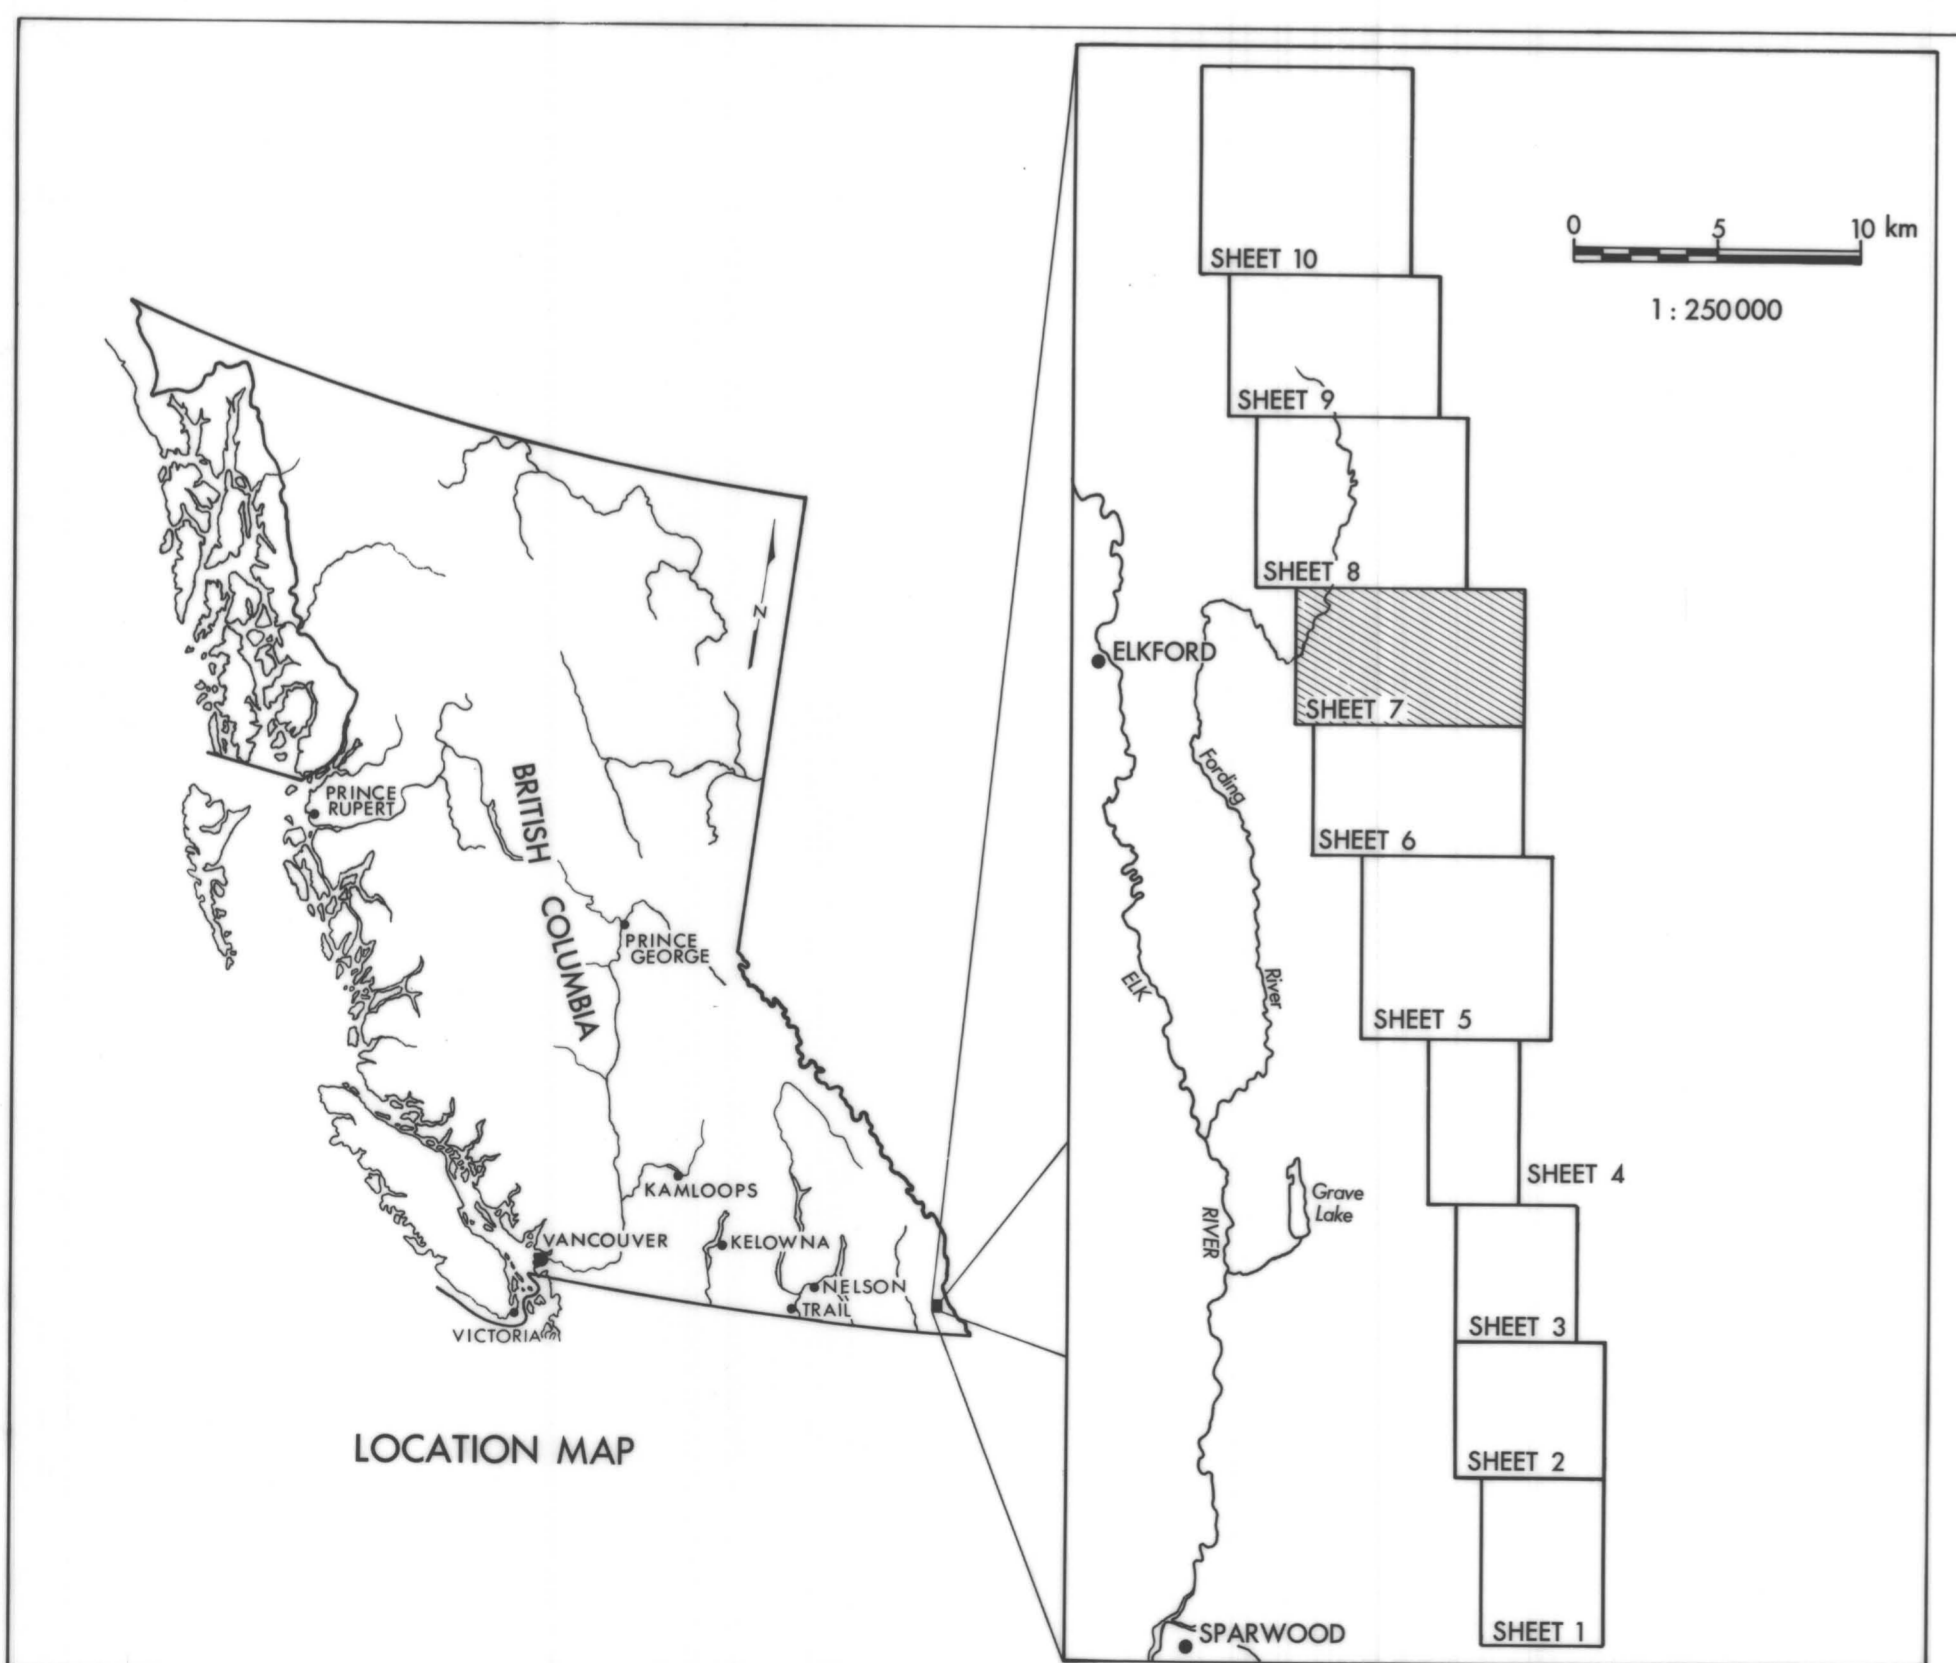 PRINCE
RUPERT
BRITISH
COLUMBIA
PRINCE
GEORGE
N
KAMLOOPS
VANCOUVER
KELOWNA
NELSON
TRAIL
VICTORIA
LOCATION MAP
SHEET 10
0 5 10 km
1 : 250 000
SHEET 9
SHEET 8
ELKFORD
SHEET 7
Fording
River
SHEET 6
ELK
RIVER
SHEET 5
SHEET 4
Grave
Lake
SHEET 3
SHEET 2
SHEET 1
SPARWOOD